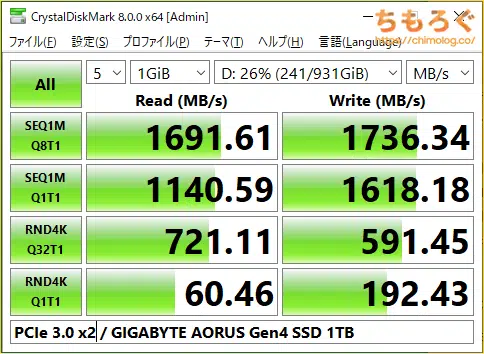 CrystalDiskMark 8.0.0 x64 [Admin]
ちもろぐ
https://chimolog.co/
ファイル(F) 設定(S) プロファイル(P) テーマ(T) ヘルプ(H) 言語(Language)
All 5 1GiB D: 26% (241/931GiB) MB/s
Read (MB/s) Write (MB/s)
SEQ1M
Q8T1
1691.61 1736.34
SEQ1M
Q1T1
1140.59 1618.18
RND4K
Q32T1
721.11 591.45
RND4K
Q1T1
60.46 192.43
PCIe 3.0 x2 / GIGABYTE AORUS Gen4 SSD 1TB